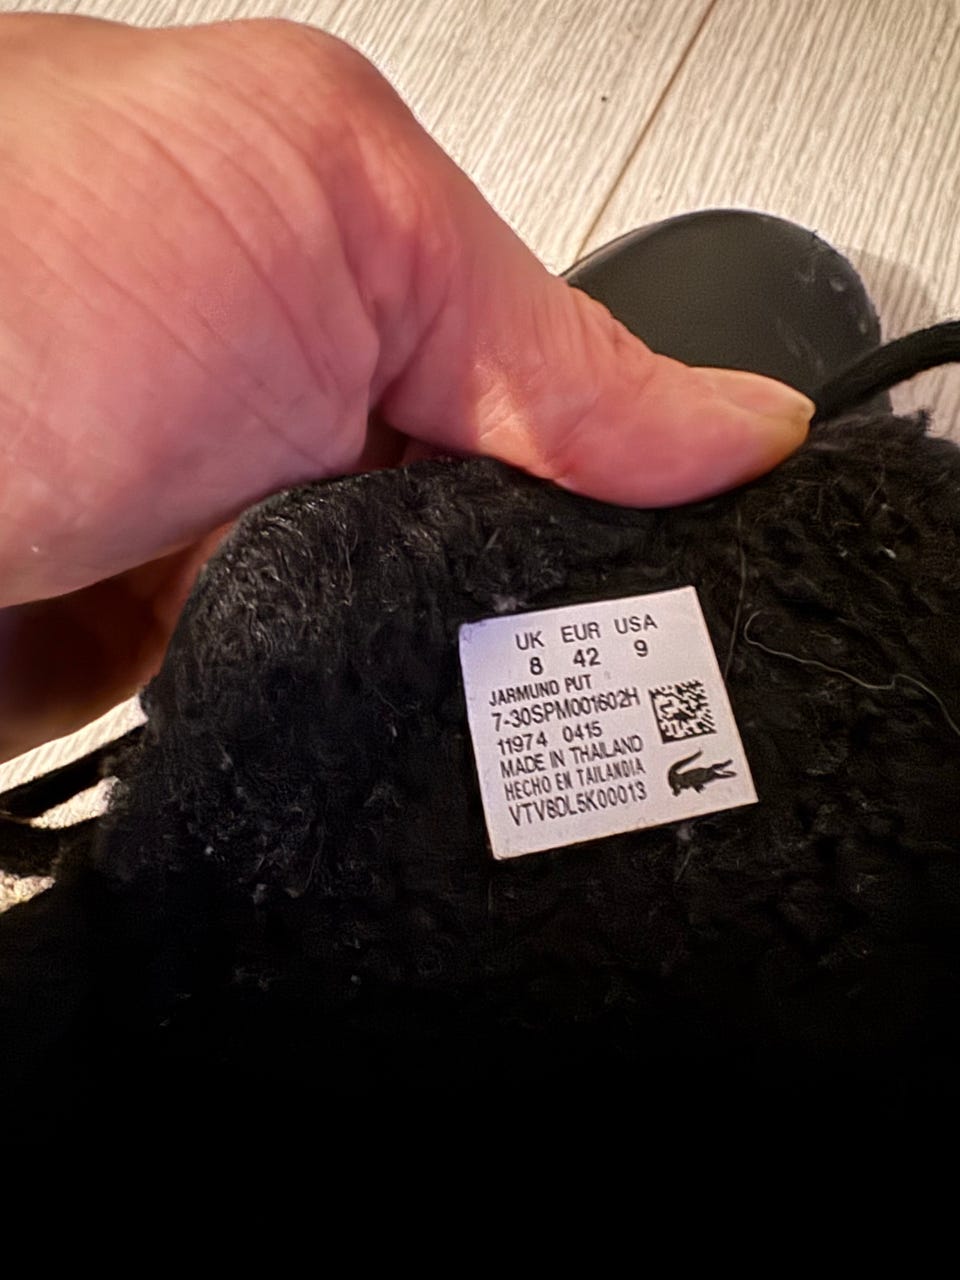 UK EUR USA
8 42 9
JARMUND PUT
7-30SPM001602H
11974 0415
MADE IN THAILAND
HECHO EN TAILANDIA
VTV8DL5K00013